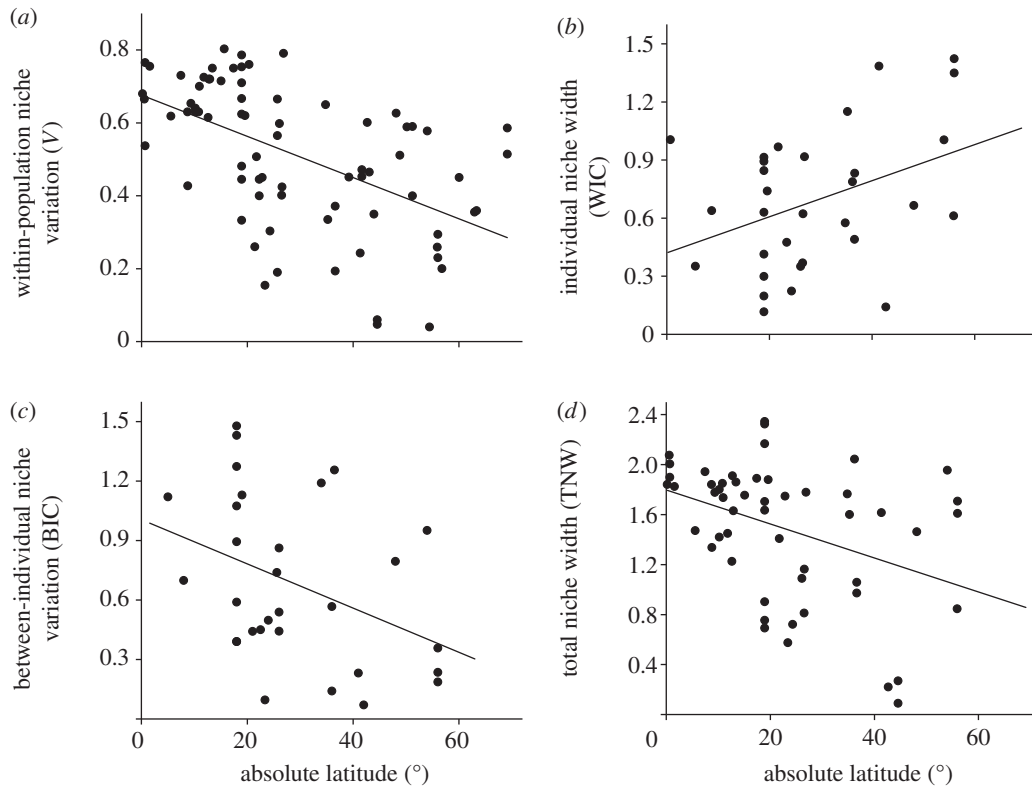 (a)
within-population niche
variation (V)
0.8
0.6
0.4
0.2
0
(b)
individual niche width
(WIC)
1.5
1.2
0.9
0.6
0.3
0
(c)
between-individual niche
variation (BIC)
1.5
1.2
0.9
0.6
0.3
0 20 40 60
absolute latitude (°)
(d)
total niche width (TNW)
2.4
2.0
1.6
1.2
0.8
0.4
0 20 40 60
absolute latitude (°)